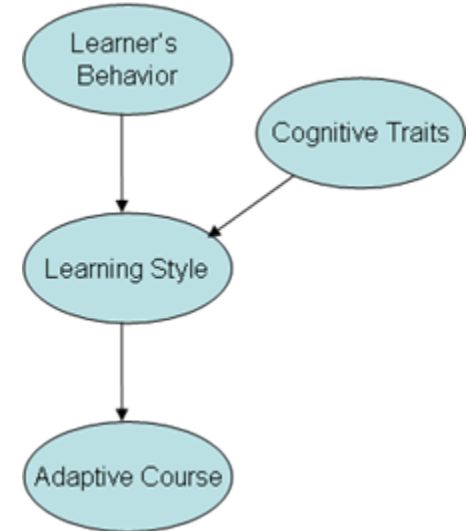 Learner's
Behavior
Cognitive Traits
Learning Style
Adaptive Course